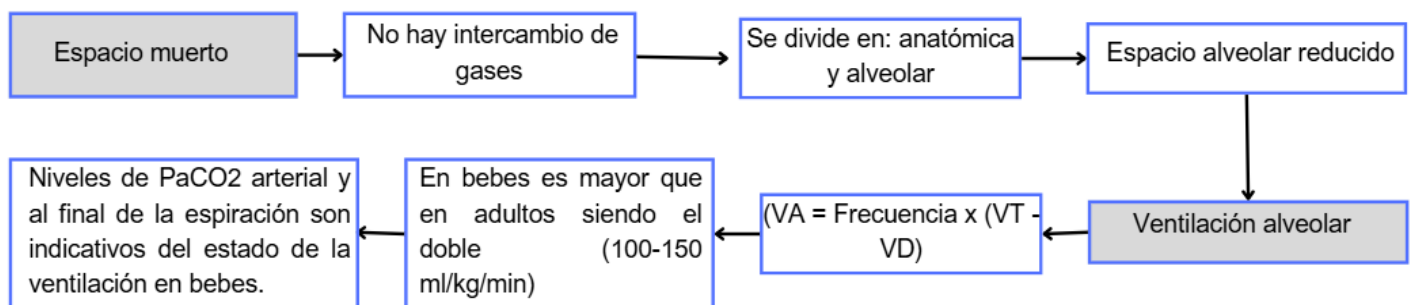 Espacio muerto
No hay intercambio de
gases
Se divide en: anatómica
y alveolar
Espacio alveolar reducido
Ventilación alveolar
(VA = Frecuencia x (VT -
VD)
En bebes es mayor que
en adultos siendo el
doble (100-150
ml/kg/min)
Niveles de PaCO2 arterial y
al final de la espiración son
indicativos del estado de la
ventilación en bebes.